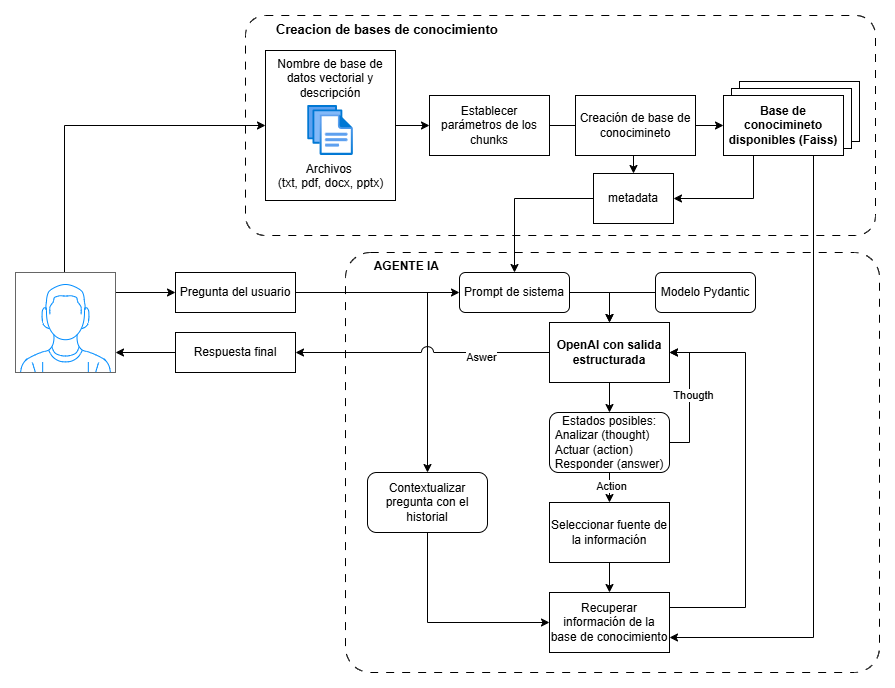 Creacion de bases de conocimiento
Nombre de base de
datos vectorial y
descripción
Archivos
(txt, pdf, docx, pptx)
Establecer
parámetros de los
chunks
Creación de base de
conocimineto
Base de
conocimineto
disponibles (Faiss)
metadata
AGENTE IA
Pregunta del usuario
Prompt de sistema
Modelo Pydantic
Respuesta final
Aswer
OpenAI con salida
estructurada
Thougth
Estados posibles:
Analizar (thought)
Actuar (action)
Responder (answer)
Action
Contextualizar
pregunta con el
historial
Seleccionar fuente de
la información
Recuperar
información de la
base de conocimiento